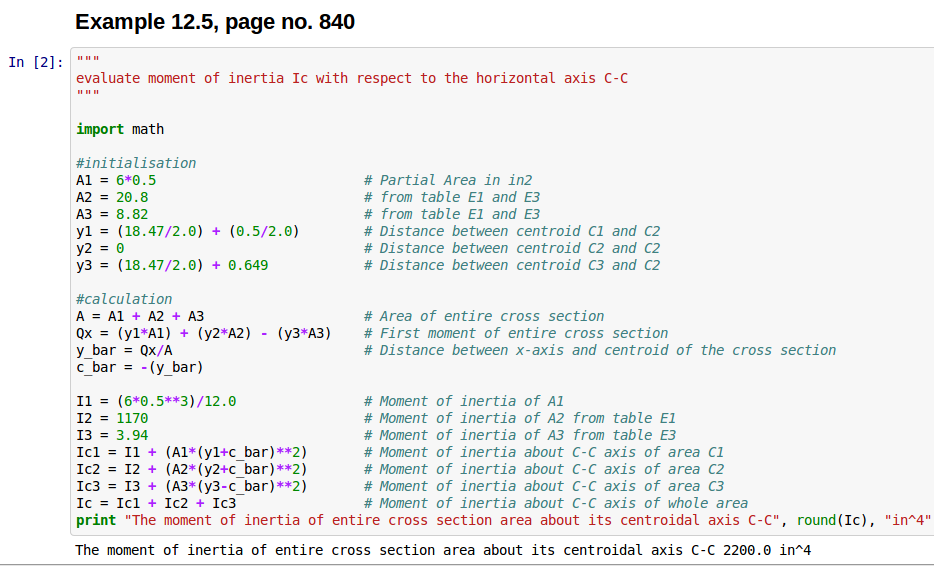 Example 12.5, page no. 840
In [2]:
"""
evaluate moment of inertia Ic with respect to the horizontal axis C-C
"""
import math
#initialisation
A1 = 6*0.5 # Partial Area in in2
A2 = 20.8 # from table E1 and E3
A3 = 8.82 # from table E1 and E3
y1 = (18.47/2.0) + (0.5/2.0) # Distance between centroid C1 and C2
y2 = 0 # Distance between centroid C2 and C2
y3 = (18.47/2.0) + 0.649 # Distance between centroid C3 and C2
#calculation
A = A1 + A2 + A3 # Area of entire cross section
Qx = (y1*A1) + (y2*A2) - (y3*A3) # First moment of entire cross section
y_bar = Qx/A # Distance between x-axis and centroid of the cross section
c_bar = -(y_bar)
I1 = (6*0.5**3)/12.0 # Moment of inertia of A1
I2 = 1170 # Moment of inertia of A2 from table E1
I3 = 3.94 # Moment of inertia of A3 from table E3
Ic1 = I1 + (A1*(y1+c_bar)**2) # Moment of inertia about C-C axis of area C1
Ic2 = I2 + (A2*(y2+c_bar)**2) # Moment of inertia about C-C axis of area C2
Ic3 = I3 + (A3*(y3-c_bar)**2) # Moment of inertia about C-C axis of area C3
Ic = Ic1 + Ic2 + Ic3 # Moment of inertia about C-C axis of whole area
print "The moment of inertia of entire cross section area about its centroidal axis C-C", round(Ic), "in^4"
The moment of inertia of entire cross section area about its centroidal axis C-C 2200.0 in^4